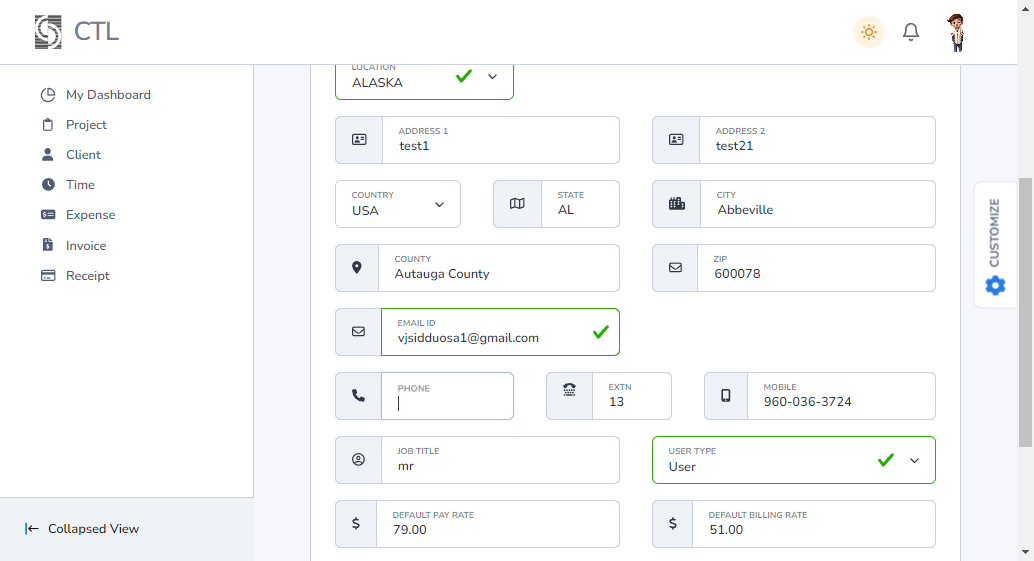 CTL
My Dashboard
Project
Client
Time
Expense
Invoice
Receipt
Collapsed View
LOCATION
ALASKA
ADDRESS 1
test1
ADDRESS 2
test21
COUNTRY
USA
STATE
AL
CITY
Abbeville
COUNTY
Autauga County
ZIP
600078
EMAIL ID
vjsidduosa1@gmail.com
PHONE
EXTN
13
MOBILE
960-036-3724
JOB TITLE
mr
USER TYPE
User
DEFAULT PAY RATE
79.00
DEFAULT BILLING RATE
51.00
CUSTOMIZE